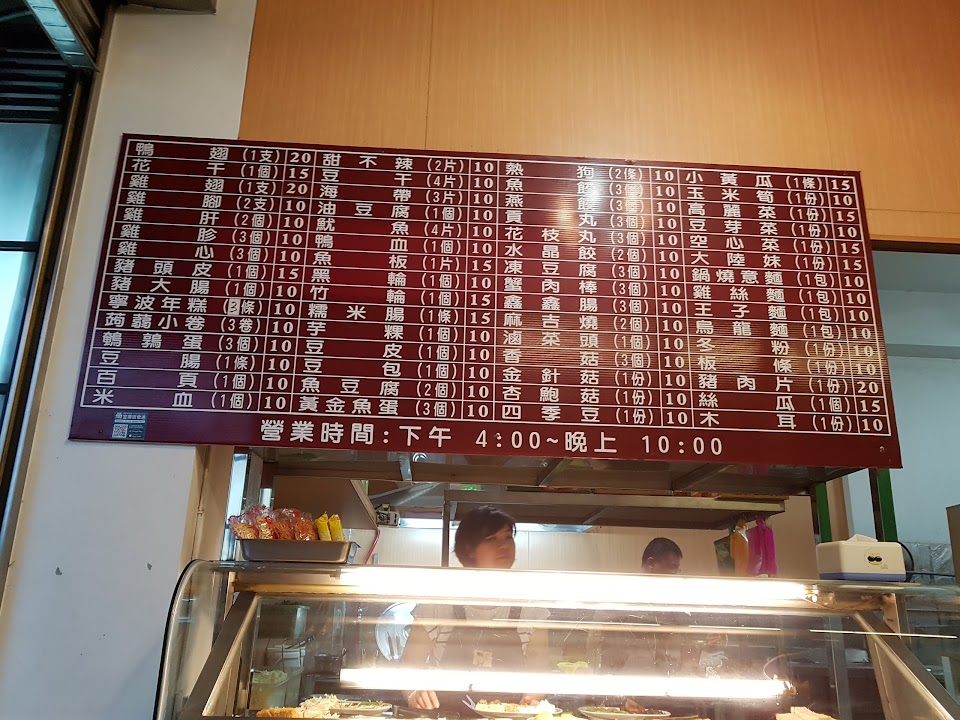 鴨翅(1支) 20
花干(1個) 15
雞翅(1支) 20
雞腳(2支) 10
雞肝(2個) 10
雞胗(3個) 10
雞心(3個) 10
豬頭皮(1個) 15
豬大腸(1個) 10
寧波年糕(3條) 10
蒟蒻小卷(3卷) 10
鵪鶉蛋(3個) 10
豆腸(1條) 10
百頁(1個) 10
米血(1個) 10
甜不辣(2片) 10
豆干(4片) 10
海帶(3片) 10
油豆腐(1個) 10
魷魚(4片) 10
鴨血(1個) 10
魚板(1片) 15
黑輪(1個) 10
竹輪(1個) 15
糯米腸(1條) 15
芋粿(1個) 10
豆皮(1個) 10
豆包(1個) 10
魚豆腐(2個) 10
黃金魚蛋(3個) 10
熱狗(2條) 10
魚餃(3個) 10
燕餃(3個) 10
貢丸(3個) 10
花枝丸(3個) 10
水晶餃(2個) 10
凍豆腐(3個) 10
蟹肉棒(3個) 10
鑫鑫腸(3個) 10
麻吉燒(2個) 10
滷菜頭(1個) 10
香菇(3個) 10
金針菇(1份) 10
杏鮑菇(1份) 10
四季豆(1份) 10
小黃瓜(1條) 15
玉米筍(1份) 10
高麗菜(1份) 15
豆芽菜(1份) 10
空心菜(1份) 15
大陸妹(1份) 15
鍋燒意麵(1包) 10
雞絲麵(1包) 10
王子麵(1包) 10
烏龍麵(1包) 10
冬粉(1份) 10
板條(1份) 10
豬肉片(1份) 20
絲瓜(1個) 15
木耳(1份) 10
營業時間:下午 4:00~晚上 10:00